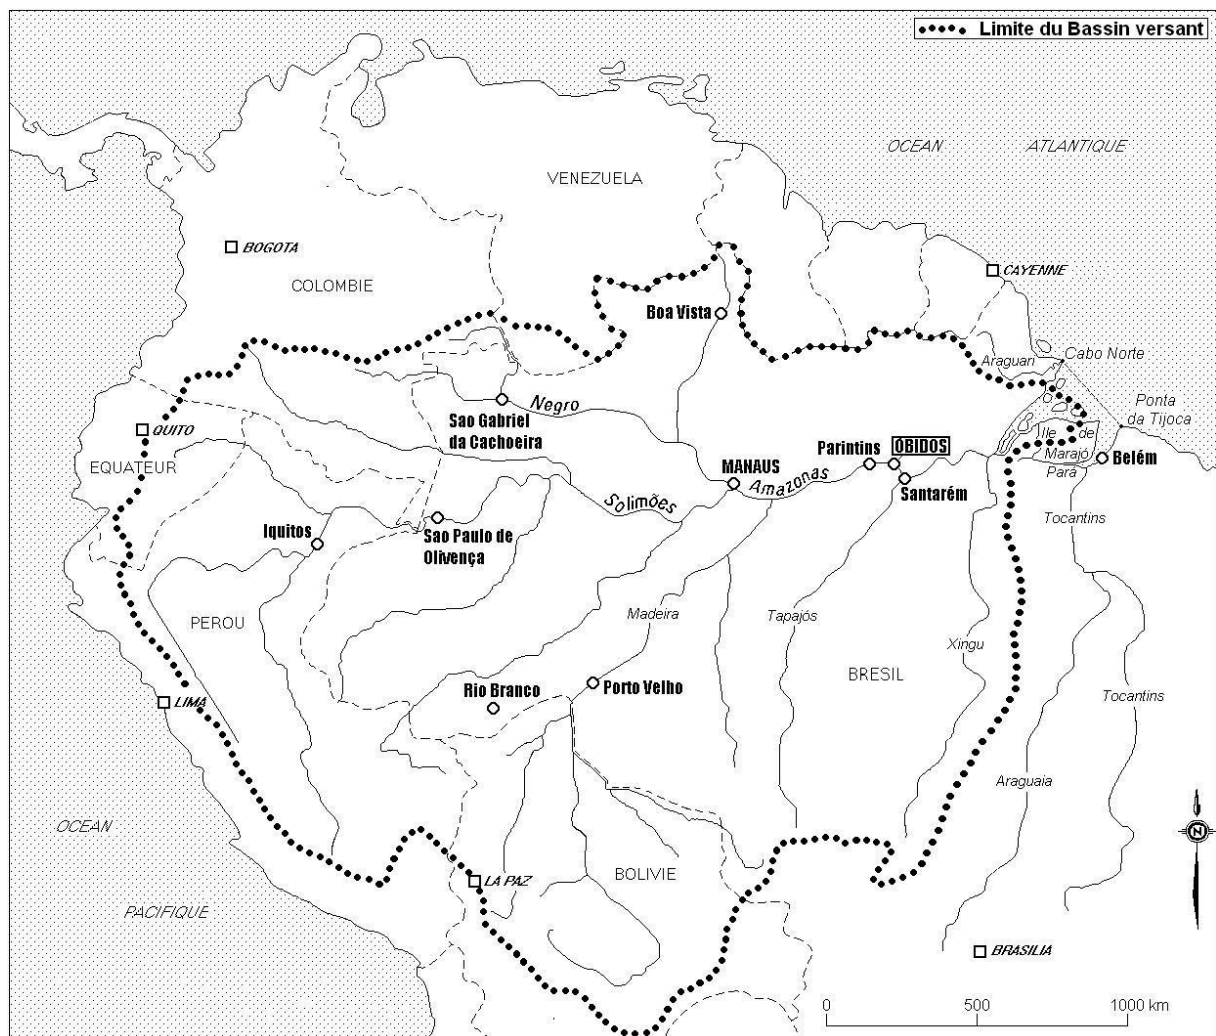 Limite du Bassin versant
OCEAN ATLANTIQUE
VENEZUELA
BOGOTA
CAYENNE
COLOMBIE
Boa Vista
Araguari
Cabo Norte
Negro
Ponta
da Tijoca
Sao Gabriel
da Cachoeira
QUITO
Ile de
Marajó
Parintins
OBIDOS
Belém
EQUATEUR
MANAUS
Amazonas
Pará
Santarém
Solimões
Tocantins
Iquitos
Sao Paulo de
Olivença
PEROU
Madeira
Tapajós
Xingu
BRESIL
Rio Branco
Porto Velho
Tocantins
LIMA
Araguaia
OCEAN
N
LA PAZ
BOLIVIE
PACIFIQUE
BRASILIA
0 500 1000 km